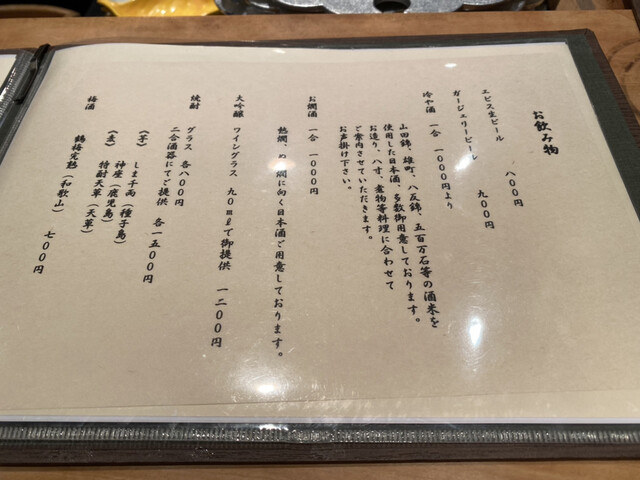 お飲み物
エビス生ビール 八〇〇円
ガージェリービール 九〇〇円
冷や酒 一合 一〇〇〇円より
山田錦、雄町、八反錦、五百万石等の酒米を
使用した日本酒、多数御用意しております。
お造り、八寸、煮物等料理に合わせて
ご案内させていただきます。
お声掛け下さい。
お燗酒 一合 一〇〇〇円
熱燗、ぬる燗に向く日本酒ご用意しております。
大吟醸 ワイングラス 九〇mlで御提供 一二〇〇円
焼酎 グラス 各八〇〇円
二合酒器にてご提供 各一五〇〇円
(芋) しま千両(種子島)
神座(鹿児島)
(麦) 特酎天草(天草)
梅酒 鶴梅完熟(和歌山) 七〇〇円